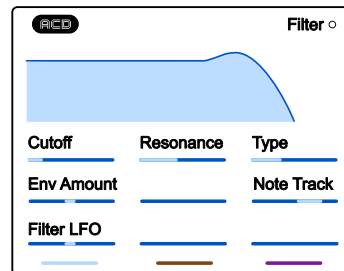 ACD Filter
Cutoff Resonance Type
Env Amount Note Track
Filter LFO